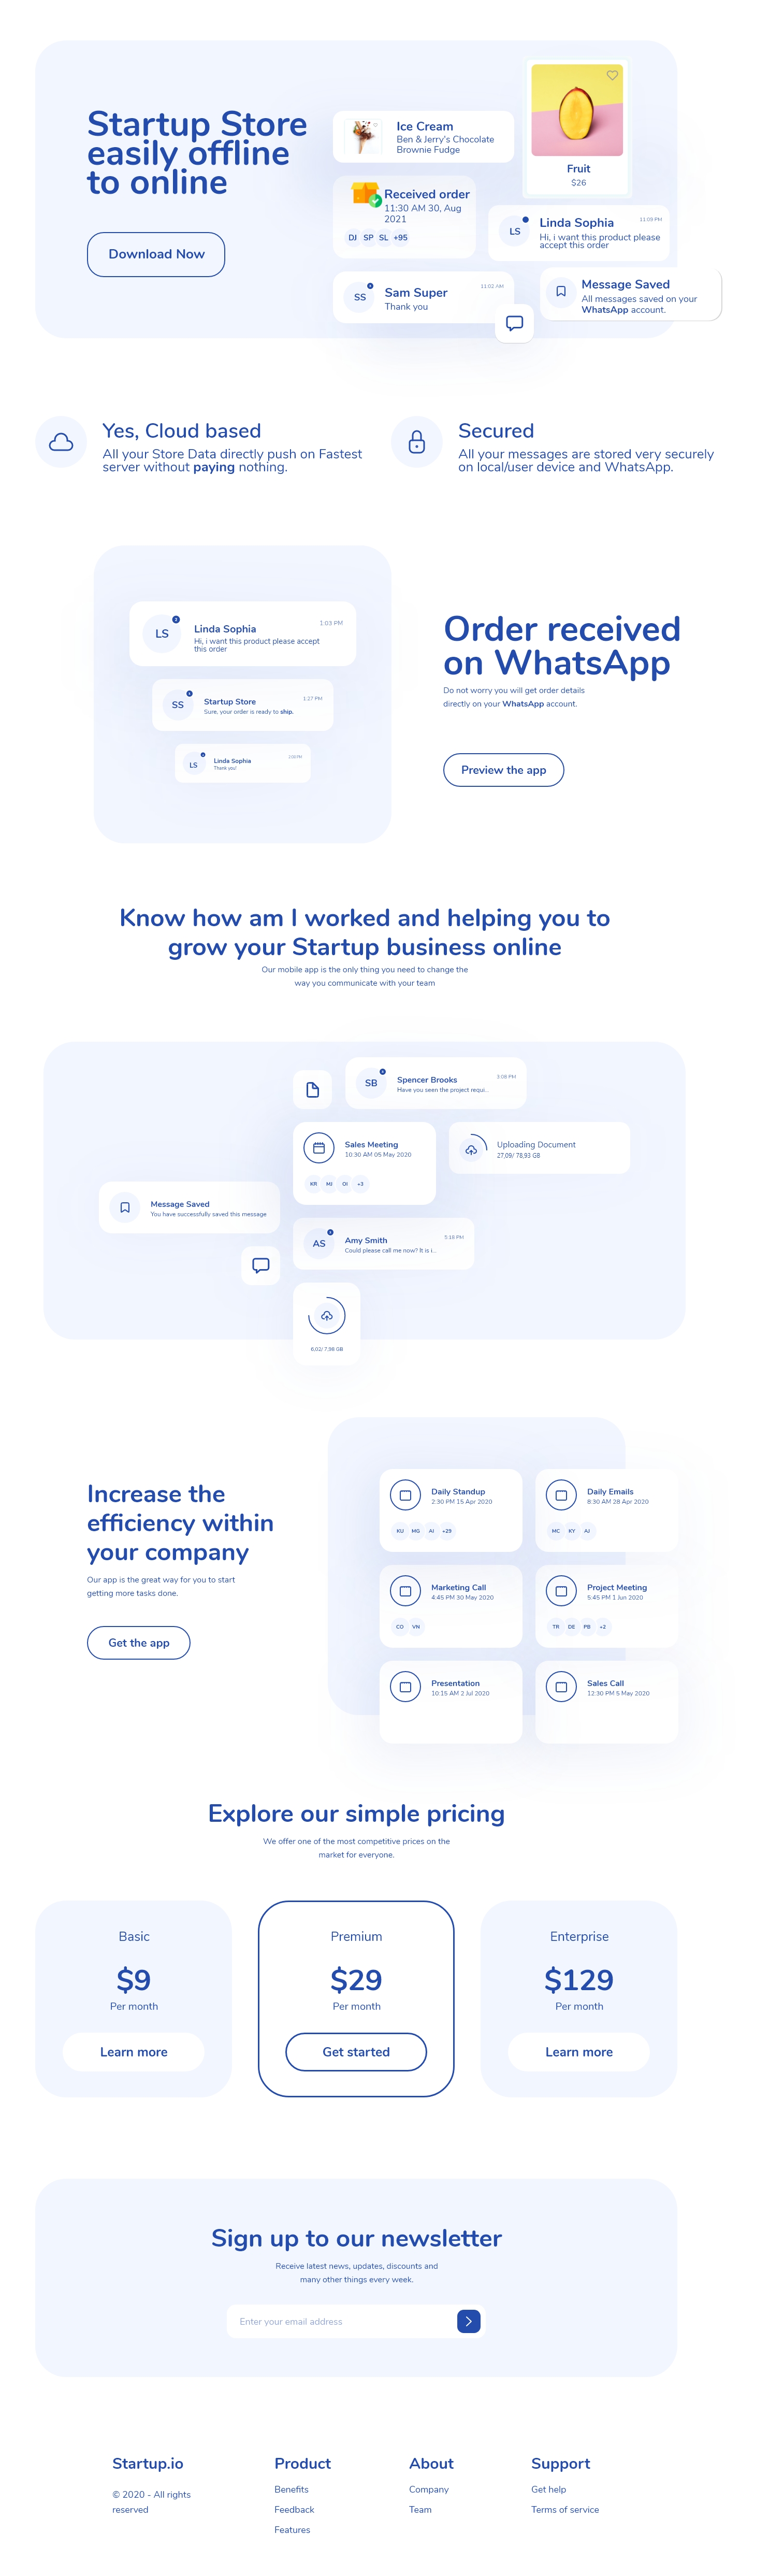 Startup Store
easily offline
to online
Download Now
Ice Cream
Ben & Jerry's Chocolate
Brownie Fudge
Fruit
$26
Received order
11:30 AM 30, Aug
2021
DJ SP SL +95
LS
Linda Sophia
11:03 PM
Hi, i want this product please
accept this order
SS
Sam Super
11:02 AM
Thank you
Message Saved
All messages saved on your
WhatsApp account.
Yes, Cloud based
All your Store Data directly push on Fastest
server without paying nothing.
Secured
All your messages are stored very securely
on local/user device and WhatsApp.
LS
Linda Sophia
1:03 PM
Hi, i want this product please accept
this order
SS
Startup Store
1:27 PM
Sure, your order is ready to ship.
LS
Linda Sophia
Thank you!
Order received
on WhatsApp
Do not worry you will get order details
directly on your WhatsApp account.
Preview the app
Know how am I worked and helping you to
grow your Startup business online
Our mobile app is the only thing you need to change the
way you communicate with your team
SB
Spencer Brooks
3:08 PM
Have you seen the project requi...
Sales Meeting
10:30 AM 05 May 2020
KR MJ OI +3
Uploading Document
27,09/ 78,93 GB
Message Saved
You have successfully saved this message
AS
Amy Smith
5:18 PM
Could please call me now? It is i...
6,02/ 7,98 GB
Increase the
efficiency within
your company
Our app is the great way for you to start
getting more tasks done.
Get the app
Daily Standup
2:30 PM 15 Apr 2020
KU MG AI +29
Daily Emails
8:30 AM 28 Apr 2020
MC KY AJ
Marketing Call
4:45 PM 30 May 2020
CO VN
Project Meeting
5:45 PM 1 Jun 2020
TR DE PB +2
Presentation
10:15 AM 2 Jul 2020
Sales Call
12:30 PM 5 May 2020
Explore our simple pricing
We offer one of the most competitive prices on the
market for everyone.
Basic
$9
Per month
Learn more
Premium
$29
Per month
Get started
Enterprise
$129
Per month
Learn more
Sign up to our newsletter
Receive latest news, updates, discounts and
many other things every week.
Enter your email address
Startup.io
© 2020 - All rights
reserved
Product
Benefits
Feedback
Features
About
Company
Team
Support
Get help
Terms of service